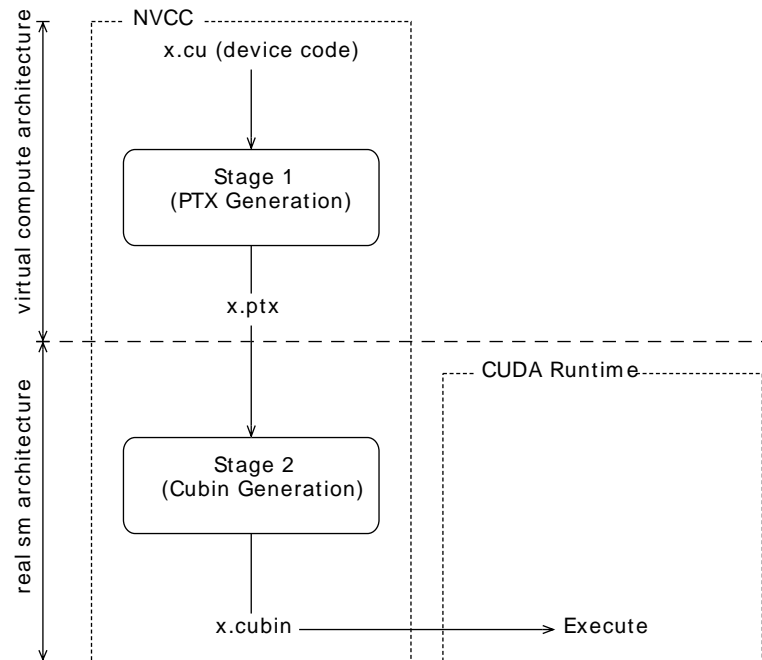 NVCC
x.cu (device code)
virtual compute architecture
Stage 1
(PTX Generation)
x.ptx
CUDA Runtime
real sm architecture
Stage 2
(Cubin Generation)
x.cubin
Execute